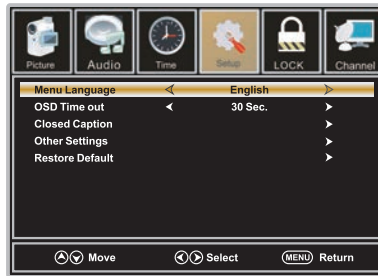 Picture Audio Time Setup LOCK Channel
Menu Language English
OSD Time out 30 Sec.
Closed Caption
Other Settings
Restore Default
Move Select MENU Return